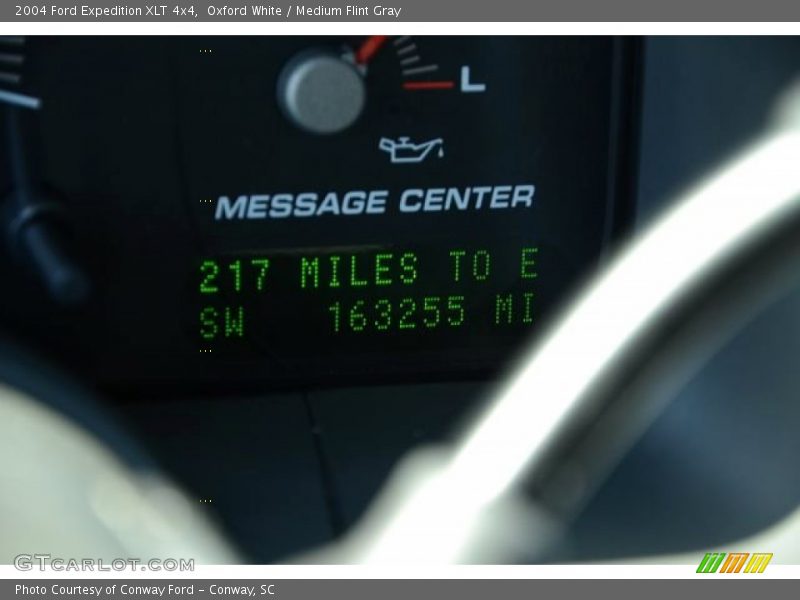 2004 Ford Expedition XLT 4x4,  Oxford White / Medium Flint Gray
L
MESSAGE CENTER
217 MILES TO E
SW 163255 MI
GTCARLOT.COM
Photo Courtesy of Conway Ford – Conway, SC